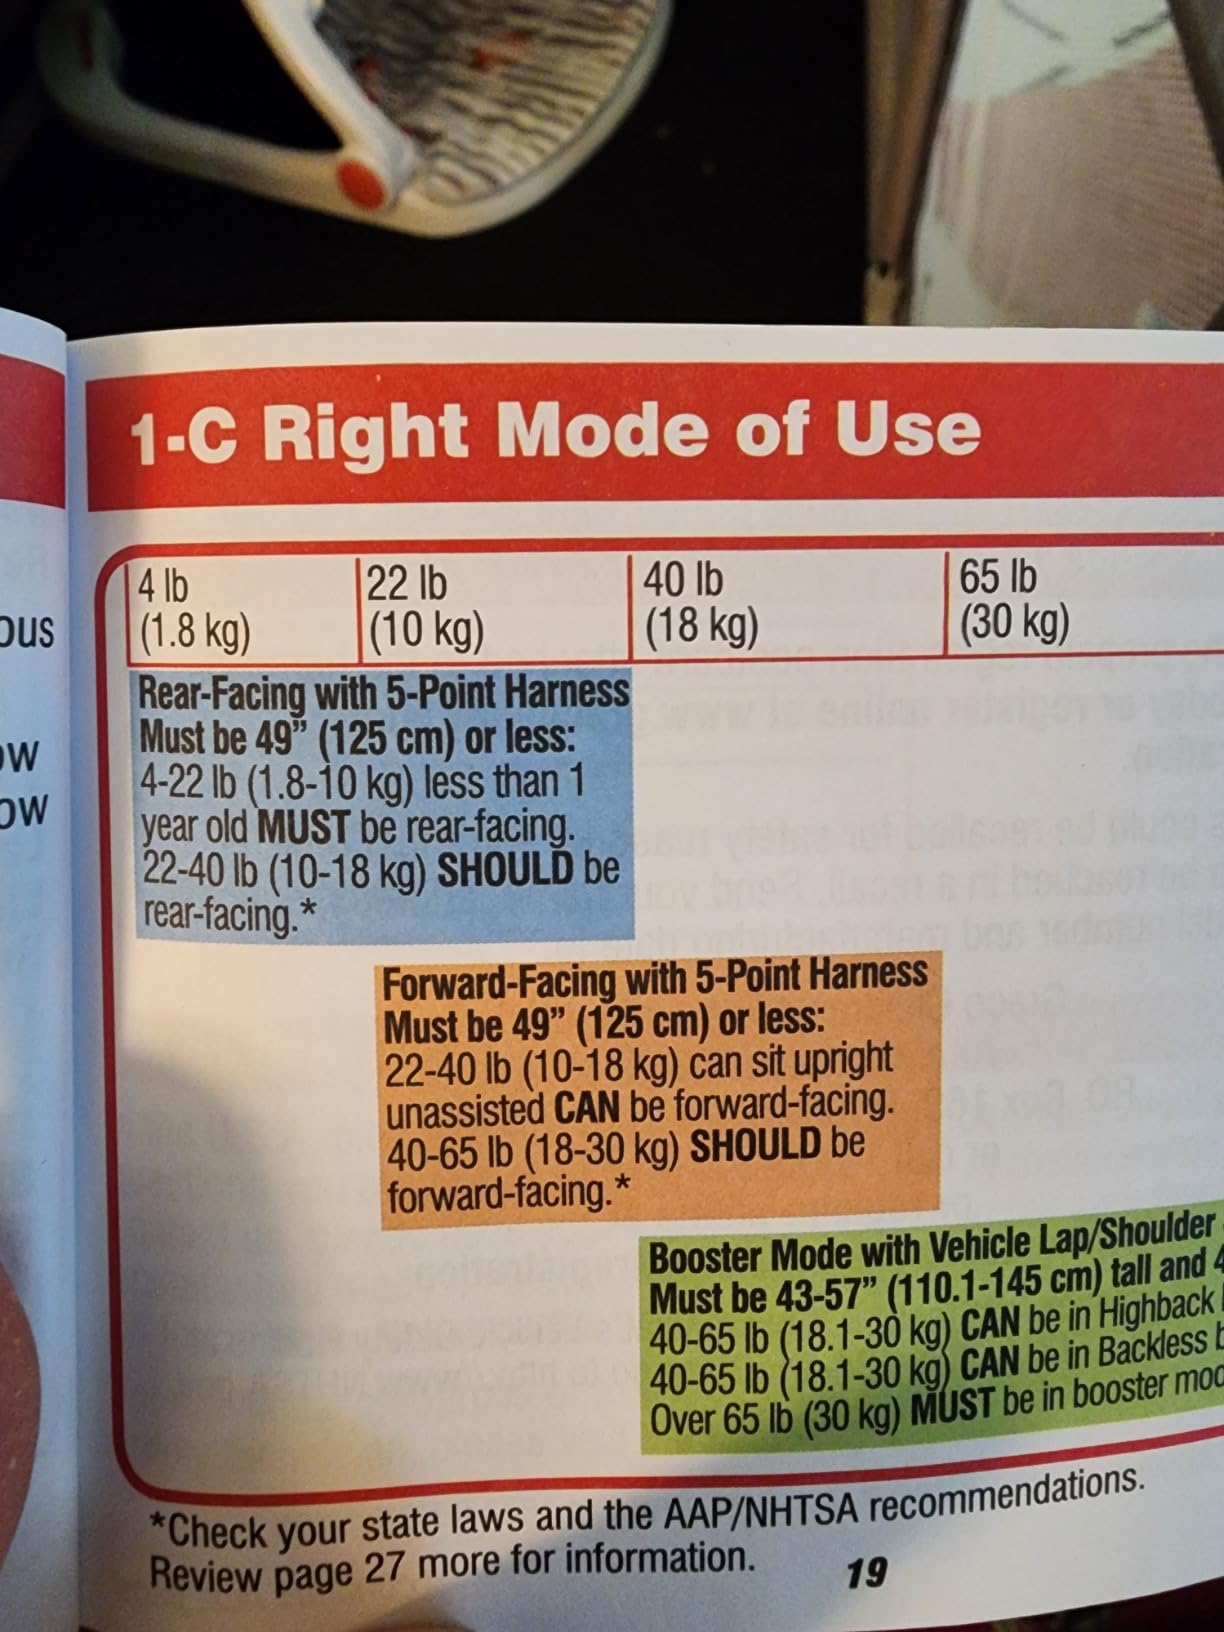 1-C Right Mode of Use
4 lb
(1.8 kg)
22 lb
(10 kg)
40 lb
(18 kg)
65 lb
(30 kg)
Rear-Facing with 5-Point Harness
Must be 49” (125 cm) or less:
4-22 lb (1.8-10 kg) less than 1
year old MUST be rear-facing.
22-40 lb (10-18 kg) SHOULD be
rear-facing.*
Forward-Facing with 5-Point Harness
Must be 49” (125 cm) or less:
22-40 lb (10-18 kg) can sit upright
unassisted CAN be forward-facing.
40-65 lb (18-30 kg) SHOULD be
forward-facing.*
Booster Mode with Vehicle Lap/Shoulder
Must be 43-57” (110.1-145 cm) tall and
40-65 lb (18.1-30 kg) CAN be in Highback
40-65 lb (18.1-30 kg) CAN be in Backless
Over 65 lb (30 kg) MUST be in booster
*Check your state laws and the AAP/NHTSA recommendations.
Review page 27 more for information.
19